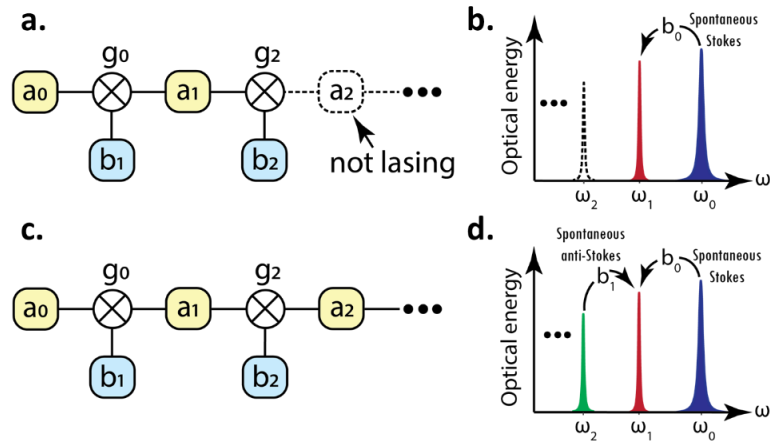 a.
g₀
g₂
a₀
a₁
a₂
•••
b₁
b₂
not lasing
b.
Optical energy
b₀
Spontaneous
Stokes
•••
ω₂
ω₁
ω₀
ω
c.
g₀
g₂
a₀
a₁
a₂
•••
b₁
b₂
d.
Optical energy
Spontaneous
anti-Stokes
b₁
b₀
Spontaneous
Stokes
•••
ω₂
ω₁
ω₀
ω